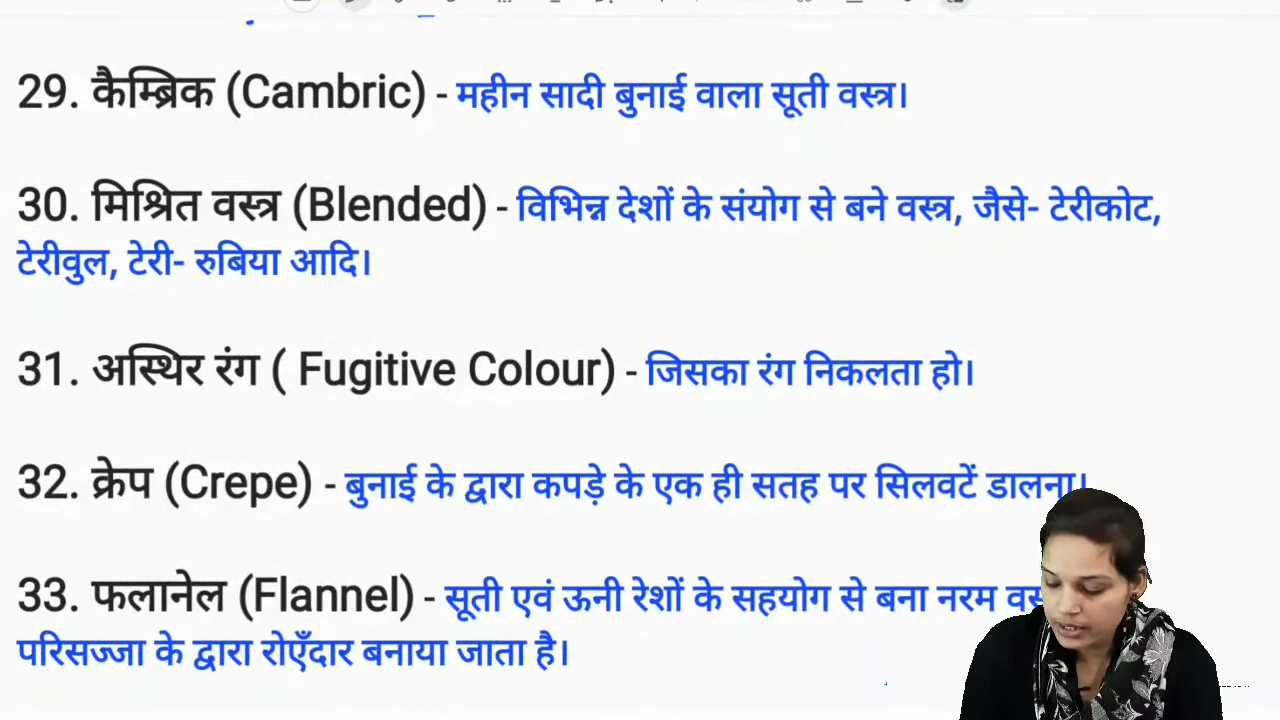 29. कैम्ब्रिक (Cambric) - महीन सादी बुनाई वाला सूती वस्त्र।
30. मिश्रित वस्त्र (Blended) - विभिन्न देशों के संयोग से बने वस्त्र, जैसे- टेरीकोट,
टेरीवुल, टेरी- रुबिया आदि।
31. अस्थिर रंग ( Fugitive Colour) - जिसका रंग निकलता हो।
32. क्रेप (Crepe) - बुनाई के द्वारा कपड़े के एक ही सतह पर सिलवटें डालना।
33. फलानेल (Flannel) - सूती एवं ऊनी रेशों के सहयोग से बना नरम
परिसज्जा के द्वारा रोएँदार बनाया जाता है।